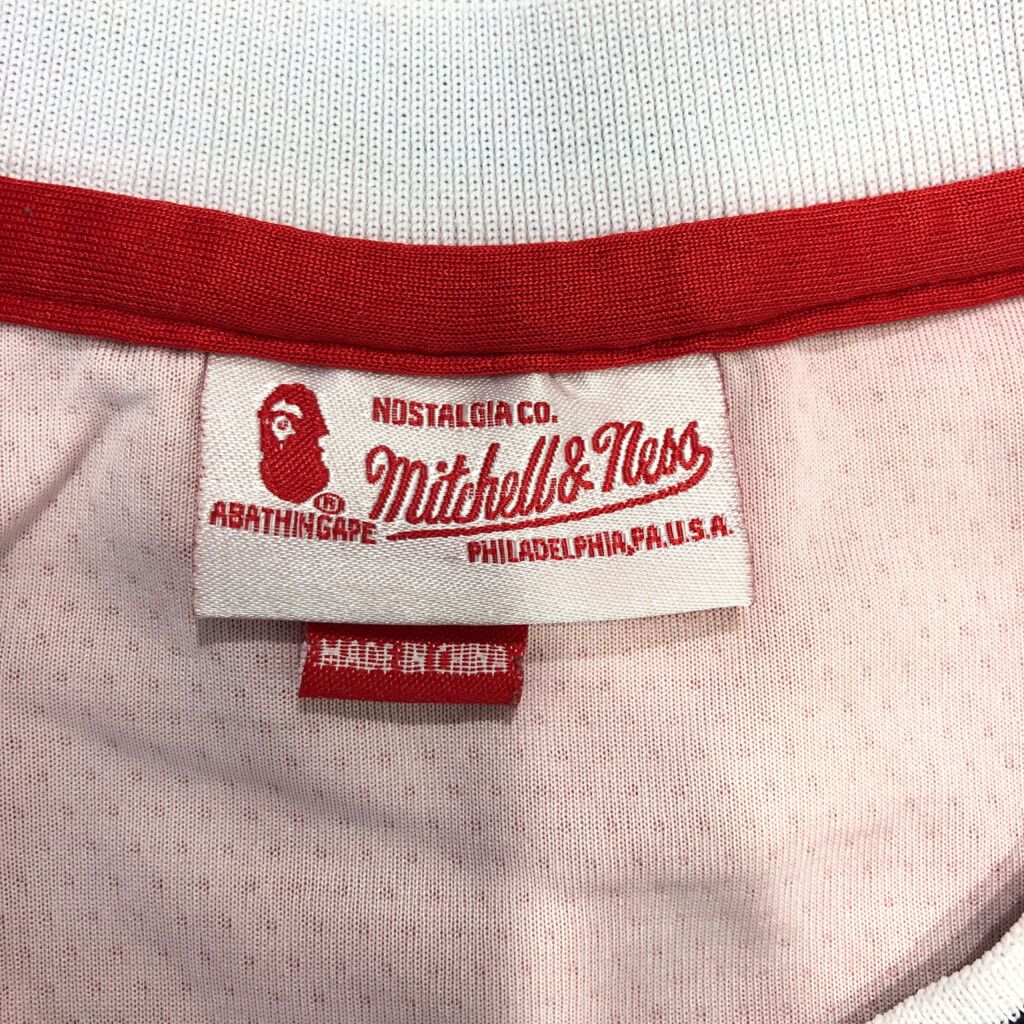 NOSTALGIA CO.
Mitchell & Ness
ABATHINGAPE
®
PHILADELPHIA, PA. U.S.A.
MADE IN CHINA